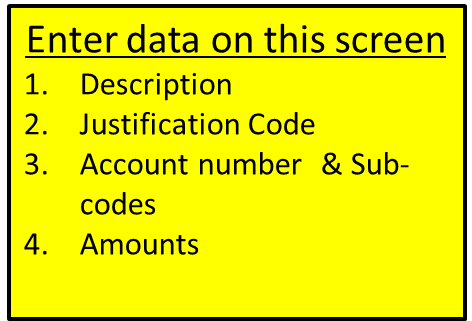 Enter data on this screen
1. Description
2. Justification Code
3. Account number & Sub-
codes
4. Amounts